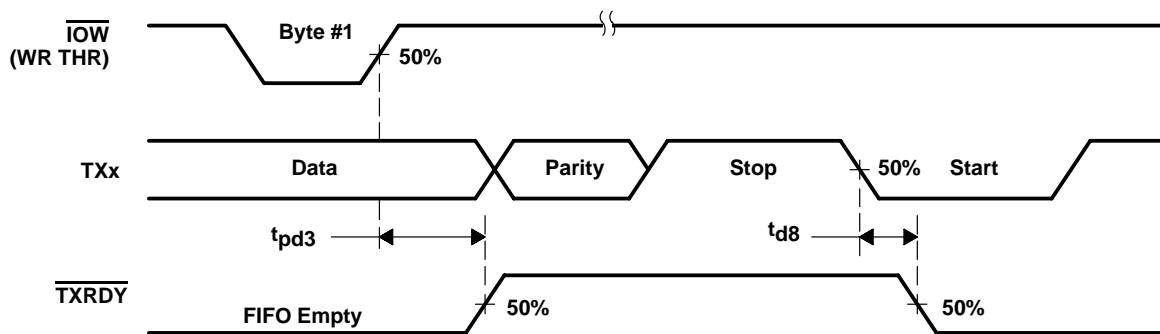 IOW
(WR THR)
Byte #1
50%
TXx
Data
Parity
Stop
50%
Start
tpd3
td8
TXRDY
FIFO Empty
50%
50%